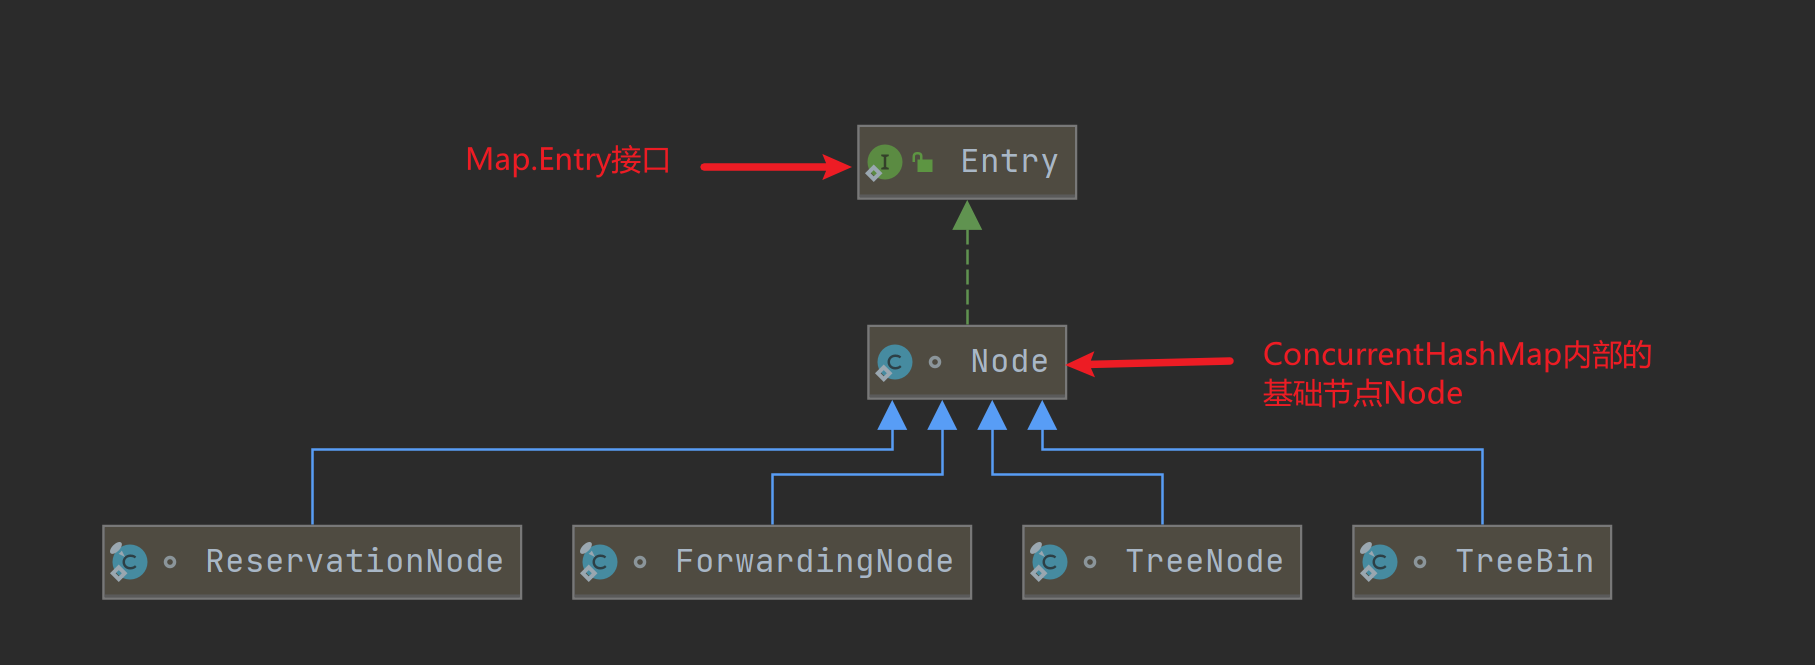 Map.Entry接口
Entry
Node
ConcurrentHashMap内部的
基础节点Node
ReservationNode
ForwardingNode
TreeNode
TreeBin